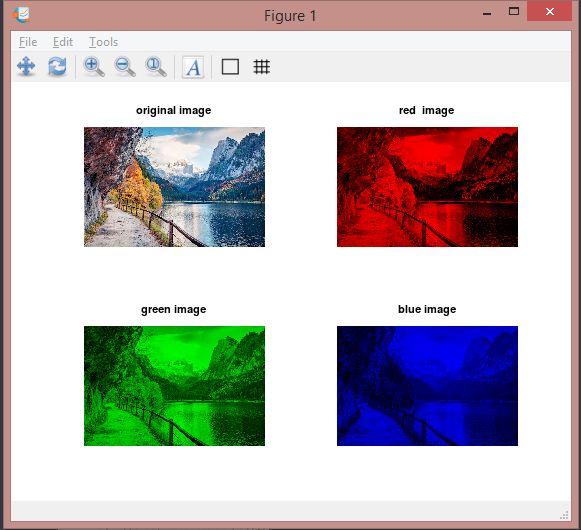 Figure 1
File Edit Tools
A
original image
red  image
green image
blue image